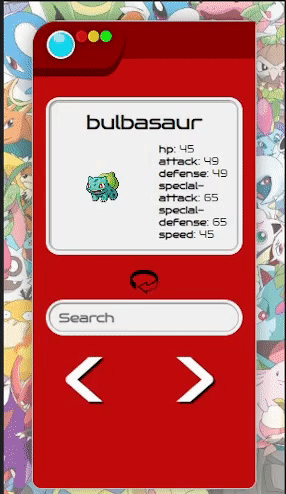 bulbasaur
hp: 45
attack: 49
defense: 49
special-
attack: 65
special-
defense: 65
speed: 45
Search